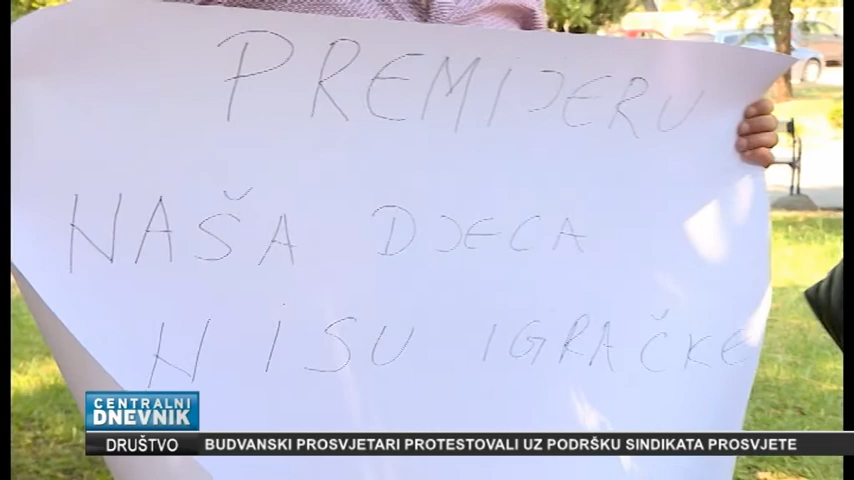 PREMIJERU
NAŠA DJECA
NISU IGRAČKE
CENTRALNI
DNEVNIK
DRUŠTVO
BUDVANSKI PROSVJETARI PROTESTOVALI UZ PODRŠKU SINDIKATA PROSVJETE